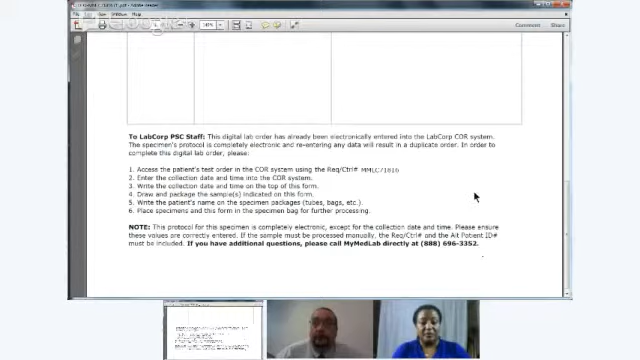 Comment Share
To LabCorp PSC Staff: This digital lab order has already been electronically entered into the LabCorp COR system.
The specimen's protocol is completely electronic and re-entering any data will result in a duplicate order. In order to
complete this digital lab order, please:
1. Access the patient's test order in the COR system using the Req/Ctrl# MMLC71816
2. Enter the collection date and time into the COR system.
3. Write the collection date and time on the top of this form.
4. Draw and package the sample(s) indicated on this form.
5. Write the patient's name on the specimen packages (tubes, bags, etc.).
6. Place specimens and this form in the specimen bag for further processing.
NOTE: This protocol for this specimen is completely electronic, except for the collection date and time. Please ensure
these values are correctly entered. If the sample must be processed manually, the Req/Ctrl# and the Alt Patient ID#
must be included. If you have additional questions, please call MyMedLab directly at (888) 696-3352.